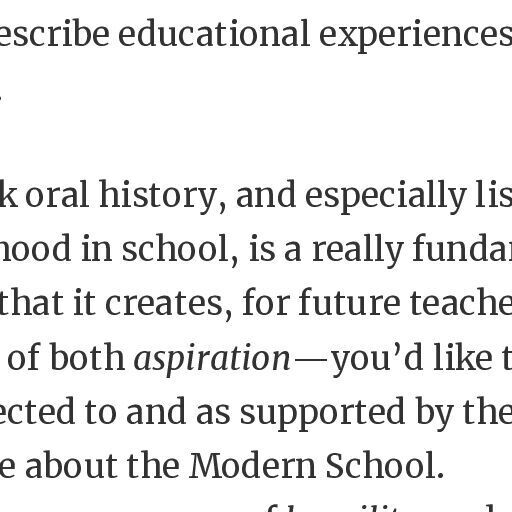 escribe educational experiences
.
k oral history, and especially lis
hood in school, is a really fundar
that it creates, for future teache
of both aspiration—you’d like t
ected to and as supported by the
e about the Modern School.